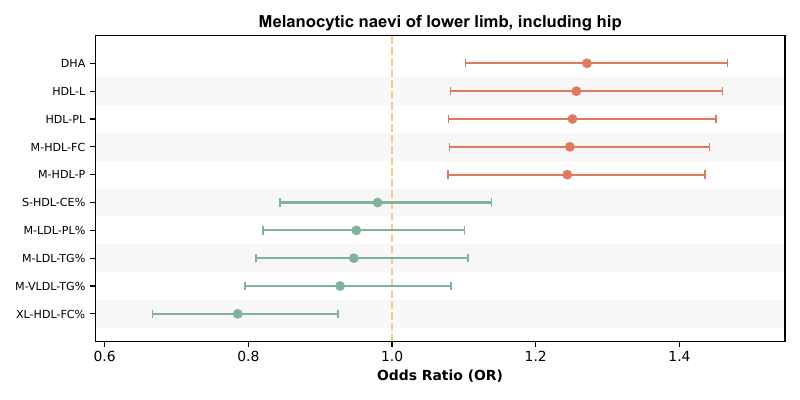 Melanocytic naevi of lower limb, including hip
DHA
HDL-L
HDL-PL
M-HDL-FC
M-HDL-P
S-HDL-CE%
M-LDL-PL%
M-LDL-TG%
M-VLDL-TG%
XL-HDL-FC%
0.6 0.8 1.0 1.2 1.4
Odds Ratio (OR)